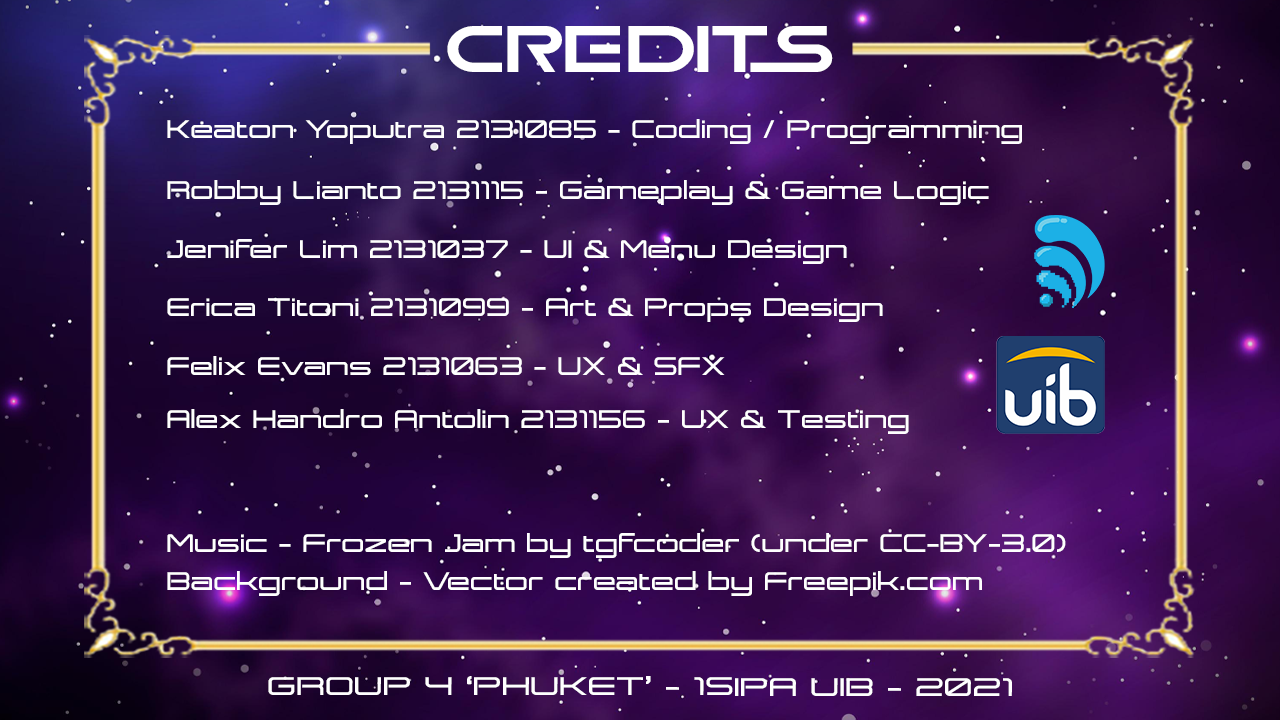 CREDITS
Keaton Yoputra 2131085 - Coding / Programming
Robby Lianto 2131115 - Gameplay & Game Logic
Jenifer Lim 2131037 - UI & Menu Design
Erica Titoni 2131099 - Art & Props Design
Felix Evans 2131063 - UX & SFX
uib
Alex Handro Antolin 2131156 - UX & Testing
Music - Frozen Jam by tgfcoder (under CC-BY-3.0)
Background - Vector created by Freepik.com
GROUP 4 ‘PHUKET’ - 1SIPA UIB - 2021